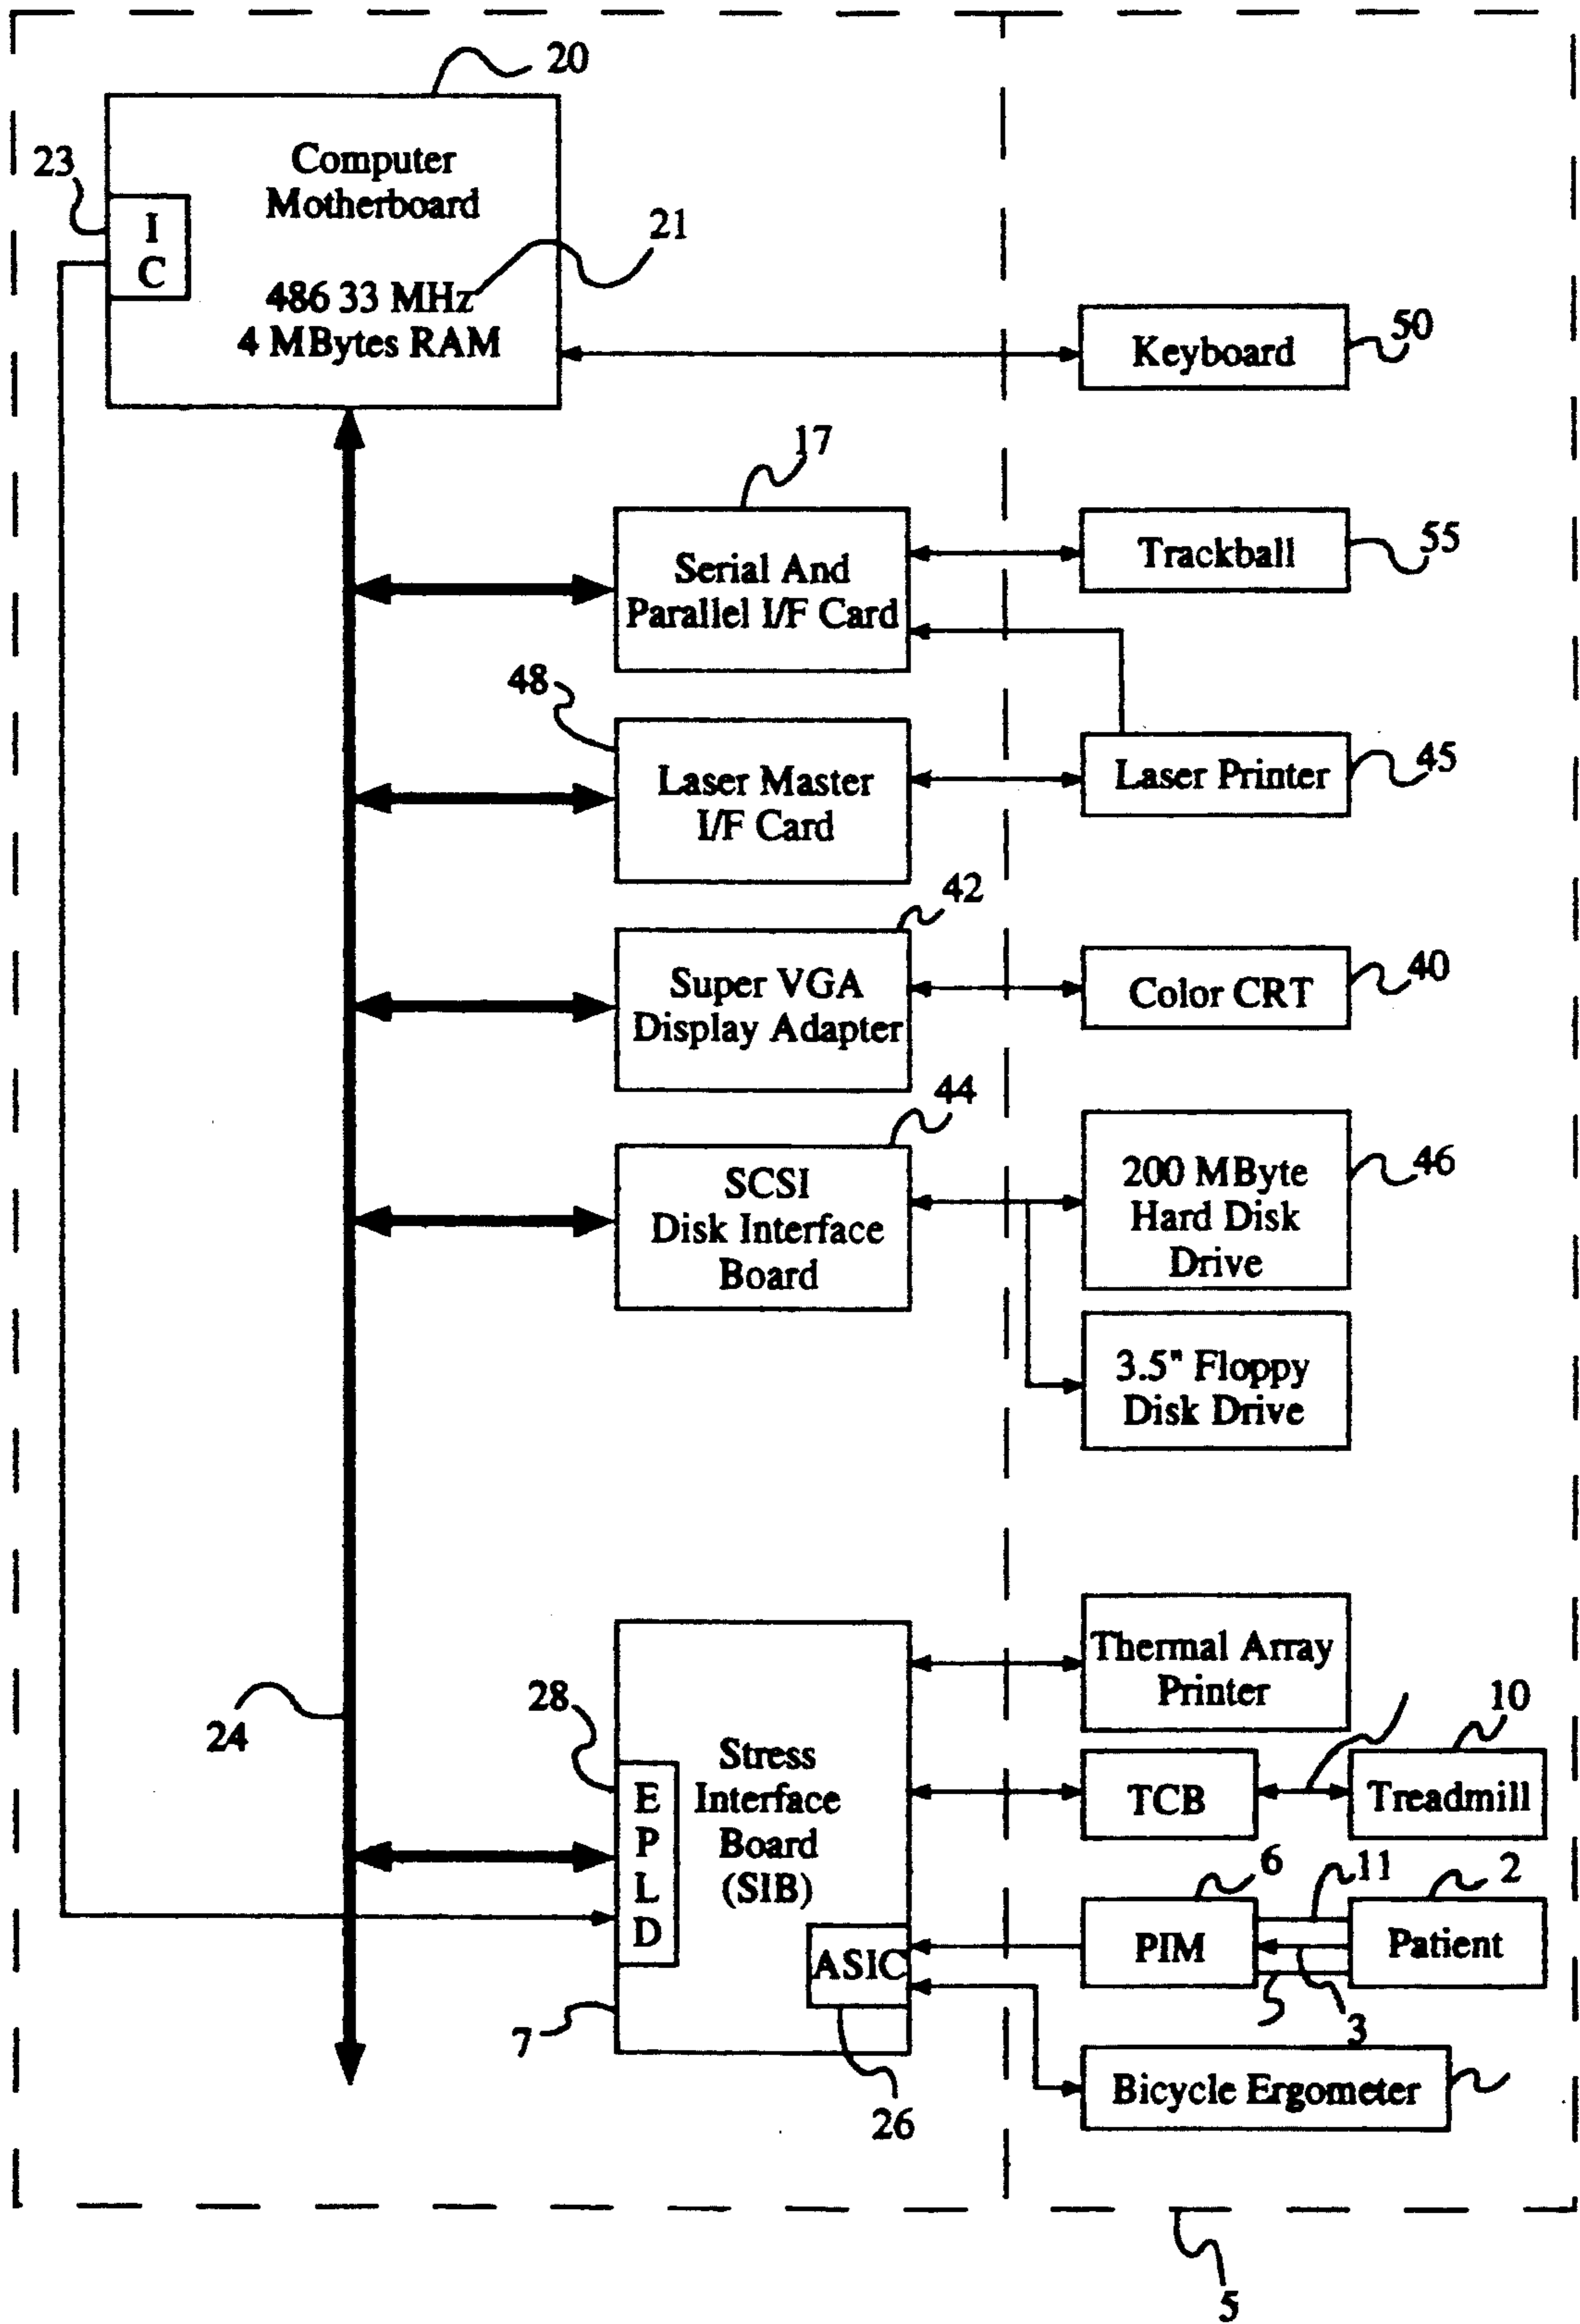 20
23
Computer
Motherboard
I
C
21
486 33 MHz
4 MBytes RAM
Keyboard
50
17
Serial And
Parallel I/F Card
Trackball
55
48
Laser Master
I/F Card
Laser Printer
45
42
Super VGA
Display Adapter
Color CRT
40
44
SCSI
Disk Interface
Board
200 MByte
Hard Disk
Drive
46
3.5" Floppy
Disk Drive
24
28
E
P
L
D
Stress
Interface
Board
(SIB)
ASIC
7
26
Thermal Array
Printer
10
TCB
Treadmill
6
11
2
PIM
Patient
3
Bicycle Ergometer
5